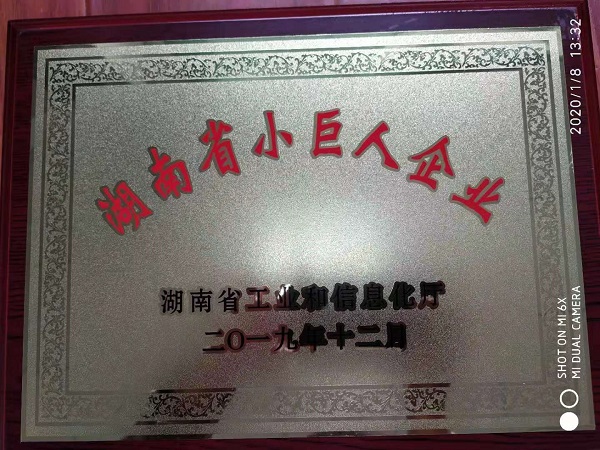 湖南省小巨人企业
湖南省工业和信息化厅
二〇一九年十二月
2020/1/8 13:32
SHOT ON MI 6X
MI DUAL CAMERA